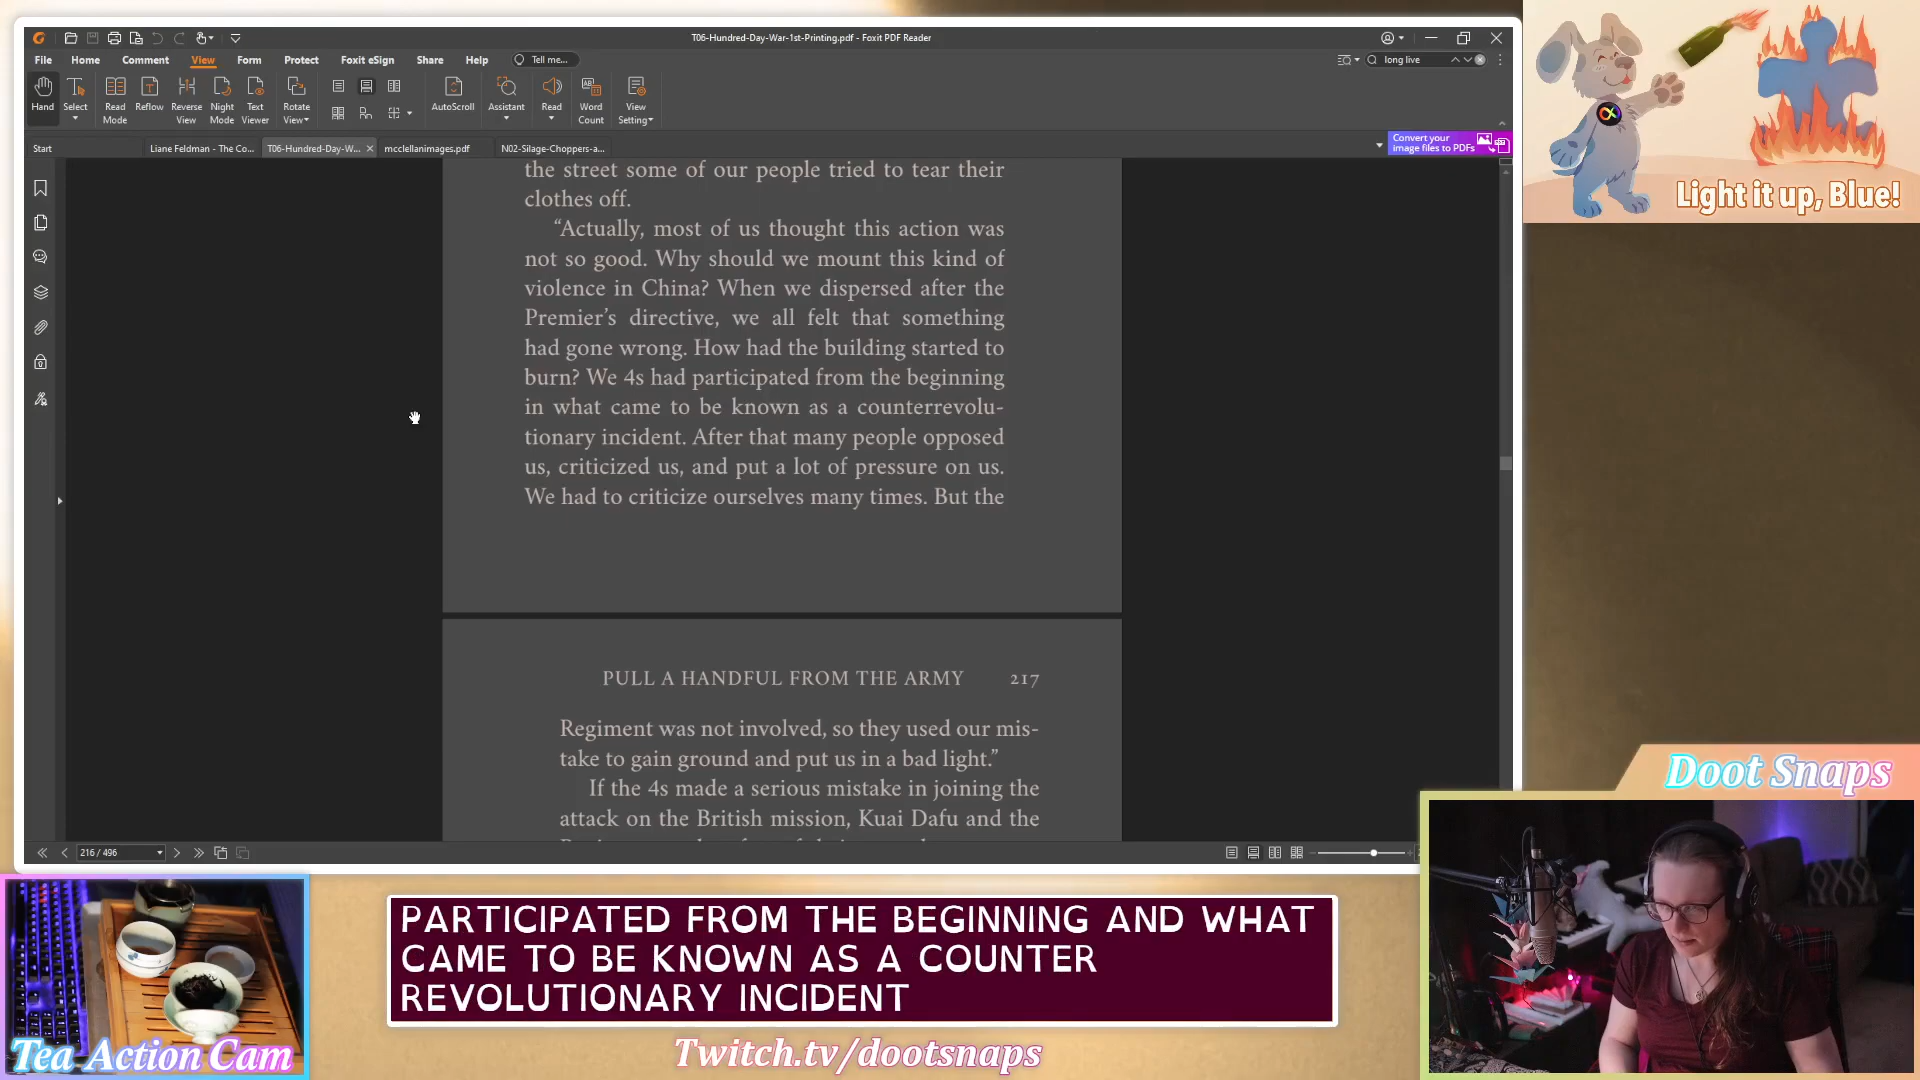 T06-Hundred-Day-War-1st-Printing.pdf - Foxit PDF Reader
File
Home
Comment
View
Form
Protect
Foxit eSign
Share
Help
Tell me...
long live
Hand
Select
Read Mode
Reflow
Reverse View
Night Mode
Text Viewer
Rotate View
AutoScroll
Assistant
Read
Word Count
View Setting
Start
Liane Feldman - The Co...
T06-Hundred-Day-W...
mcclellanimages.pdf
N02-Silage-Choppers-a...
Convert your
image files to PDFs
the street some of our people tried to tear their
clothes off.
“Actually, most of us thought this action was
not so good. Why should we mount this kind of
violence in China? When we dispersed after the
Premier’s directive, we all felt that something
had gone wrong. How had the building started to
burn? We 4s had participated from the beginning
in what came to be known as a counterrevolu-
tionary incident. After that many people opposed
us, criticized us, and put a lot of pressure on us.
We had to criticize ourselves many times. But the
PULL A HANDFUL FROM THE ARMY 217
Regiment was not involved, so they used our mis-
take to gain ground and put us in a bad light.”
If the 4s made a serious mistake in joining the
attack on the British mission, Kuai Dafu and the
216 / 496
Light it up, Blue!
Doot Snaps
PARTICIPATED FROM THE BEGINNING AND WHAT
CAME TO BE KNOWN AS A COUNTER
REVOLUTIONARY INCIDENT
Tea Action Cam
Twitch.tv/dootsnaps